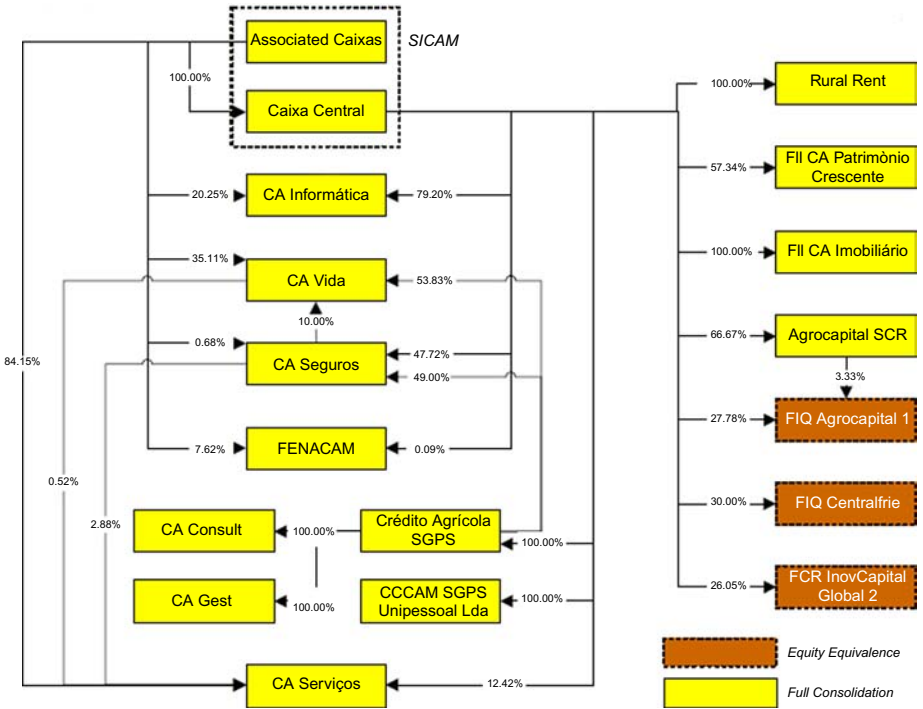 Associated Caixas
SICAM
100.00%
Caixa Central
100.00%
Rural Rent
57.34%
FII CA Patrimònio
Crescente
20.25%
CA Informática
79.20%
35.11%
CA Vida
53.83%
100.00%
FII CA Imobiliário
10.00%
0.68%
CA Seguros
47.72%
49.00%
84.15%
66.67%
Agrocapital SCR
3.33%
27.78%
FIQ Agrocapital 1
7.62%
FENACAM
0.09%
0.52%
2.88%
30.00%
FIQ Centralfrie
CA Consult
100.00%
Crédito Agrícola
SGPS
100.00%
CA Gest
100.00%
CCCAM SGPS
Unipessoal Lda
100.00%
26.05%
FCR InovCapital
Global 2
CA Serviços
12.42%
Equity Equivalence
Full Consolidation